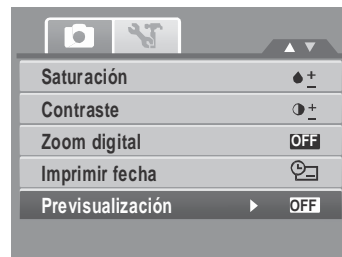 Saturación
Contraste
Zoom digital OFF
Imprimir fecha
Previsualización OFF